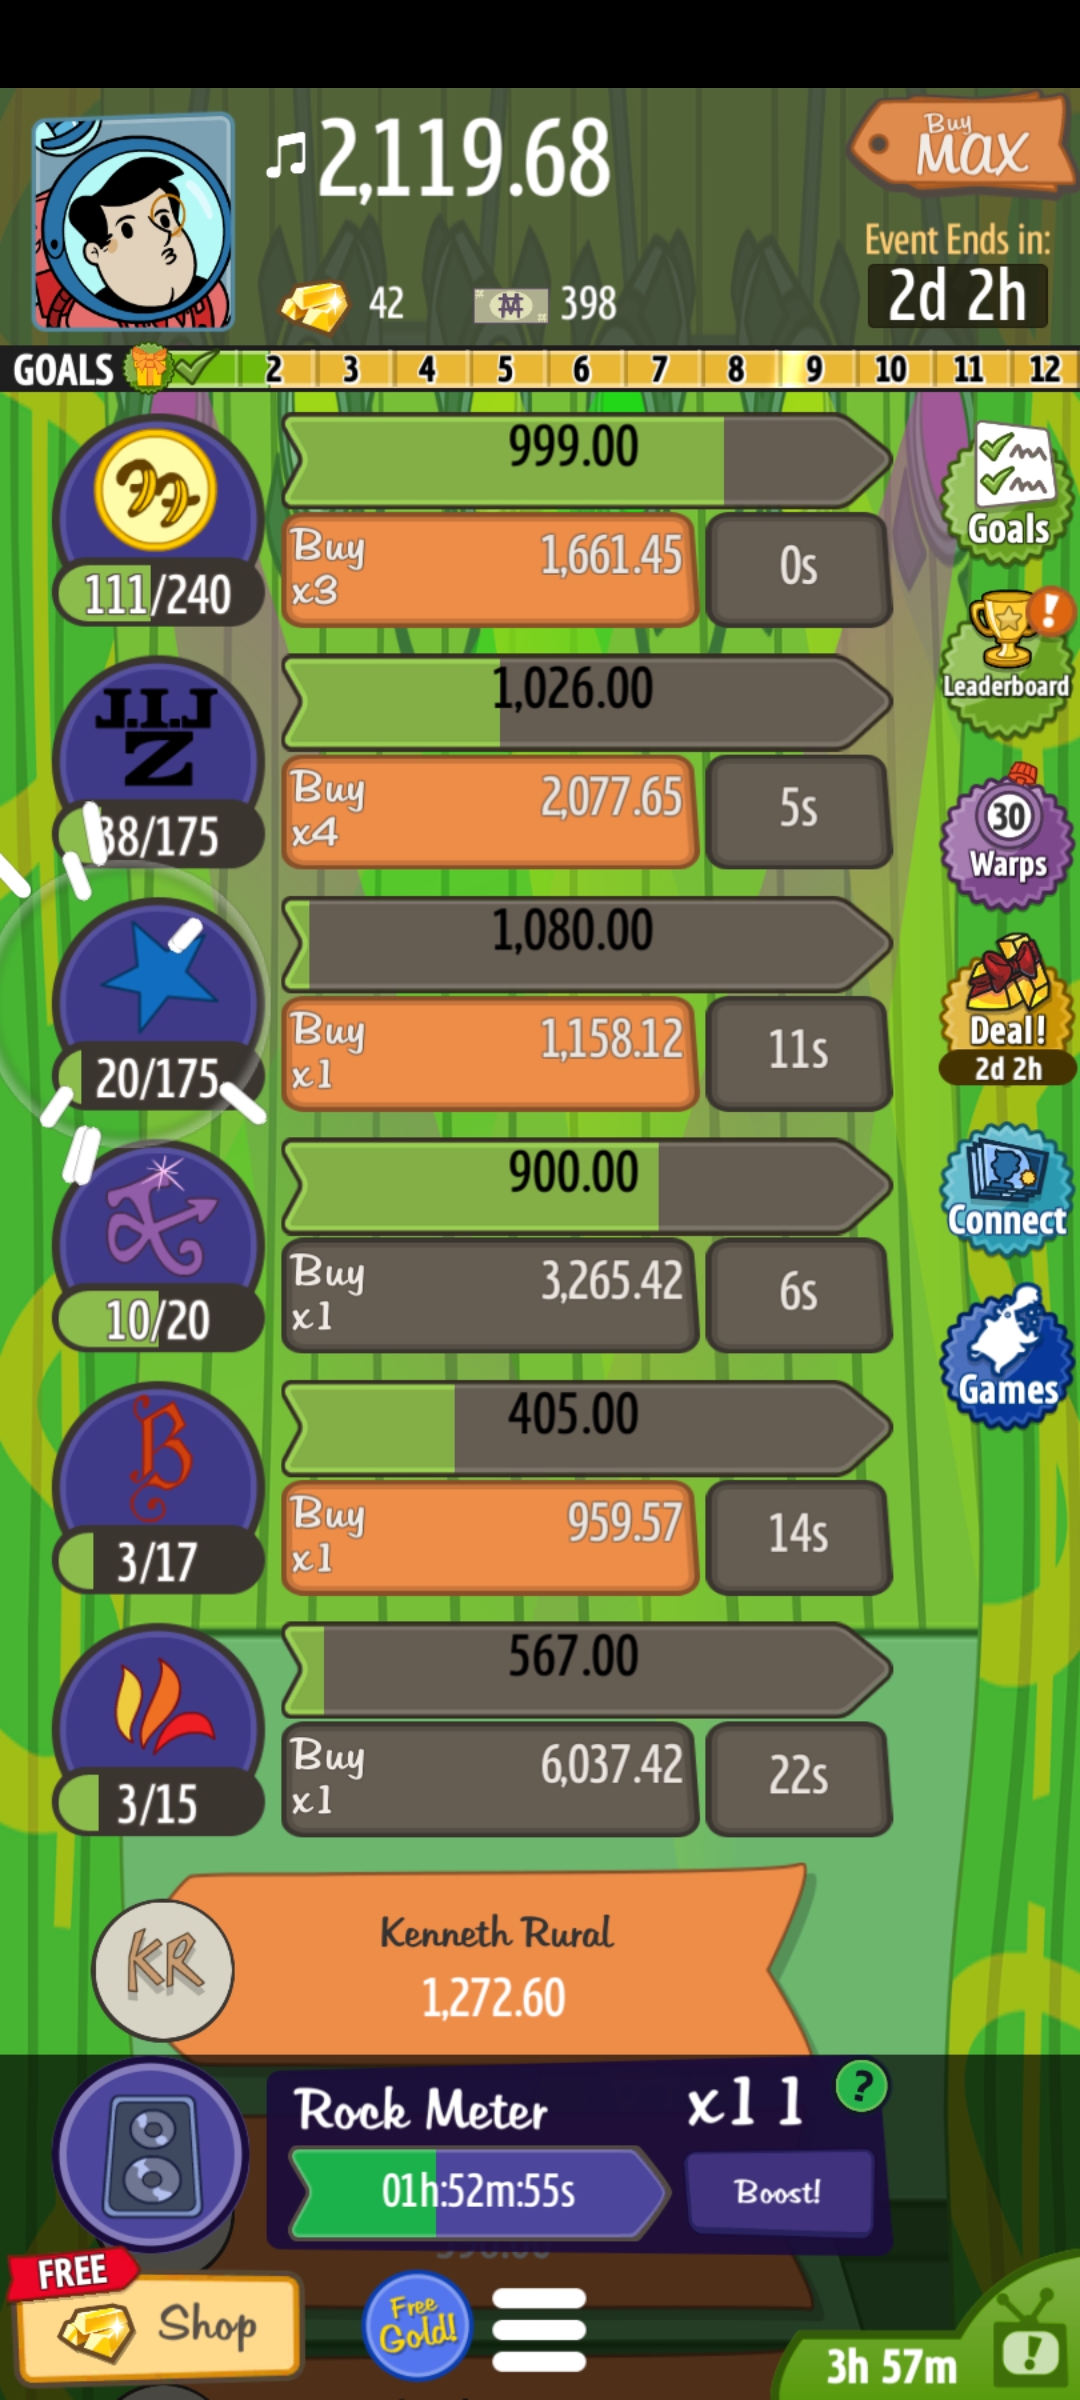 2,119.68
Buy
MAX
42
398
Event Ends in:
2d 2h
GOALS 2 3 4 5 6 7 8 9 10 11 12
999.00
Buy
x3
1,661.45
0s
111/240
Goals
J.I.J
Z
1,026.00
Buy
x4
2,077.65
5s
38/175
Leaderboard
30
Warps
1,080.00
Buy
x1
1,158.12
11s
20/175
Deal!
2d 2h
900.00
Buy
x1
3,265.42
6s
10/20
Connect
B
405.00
Buy
x1
959.57
14s
3/17
Games
567.00
Buy
x1
6,037.42
22s
3/15
KR
Kenneth Rural
1,272.60
Rock Meter
x11
?
01h:52m:55s
Boost!
FREE
Shop
Free
Gold!
3h 57m